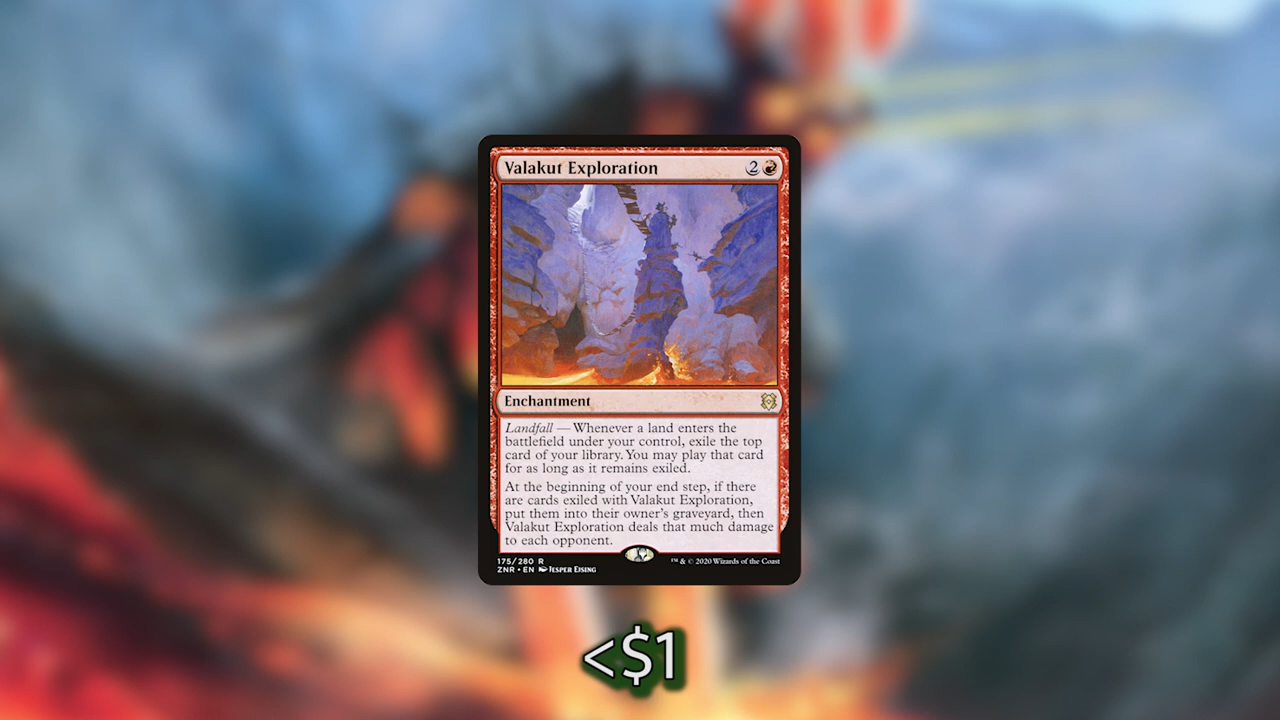 Valakut Exploration 2
Enchantment
Landfall — Whenever a land enters the
battlefield under your control, exile the top
card of your library. You may play that card
for as long as it remains exiled.
At the beginning of your end step, if there
are cards exiled with Valakut Exploration,
put them into their owner's graveyard, then
Valakut Exploration deals that much damage
to each opponent.
175/280 R
ZNR • EN Jesper Eising
™ & © 2020 Wizards of the Coast
<$1